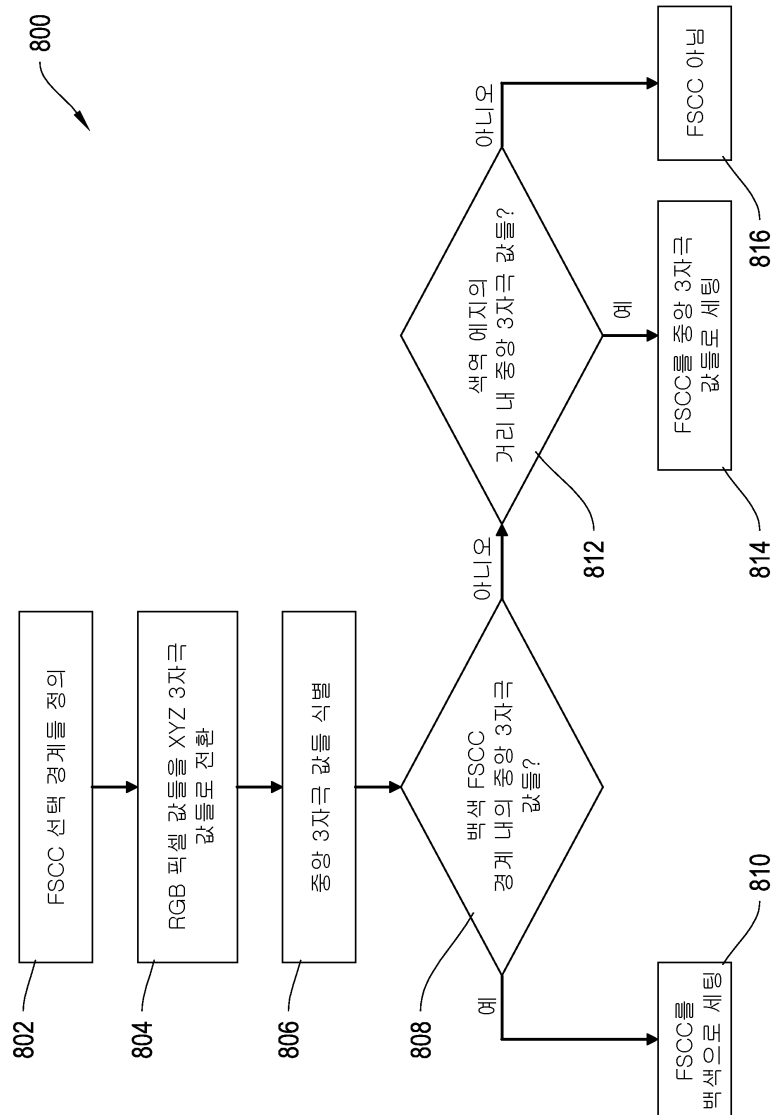 800
802
FSCC 선택 경계들 정의
804
RGB 픽셀 값들을 XYZ 3자극
값들로 전환
806
중앙 3자극 값들 식별
808
백색 FSCC
경계 내의 중앙 3자극
값들?
예
아니오
810
FSCC를
백색으로 세팅
812
색역 에지의
거리 내 중앙 3자극 값들?
예
아니오
814
FSCC를 중앙 3자극
값들로 세팅
816
FSCC 아님